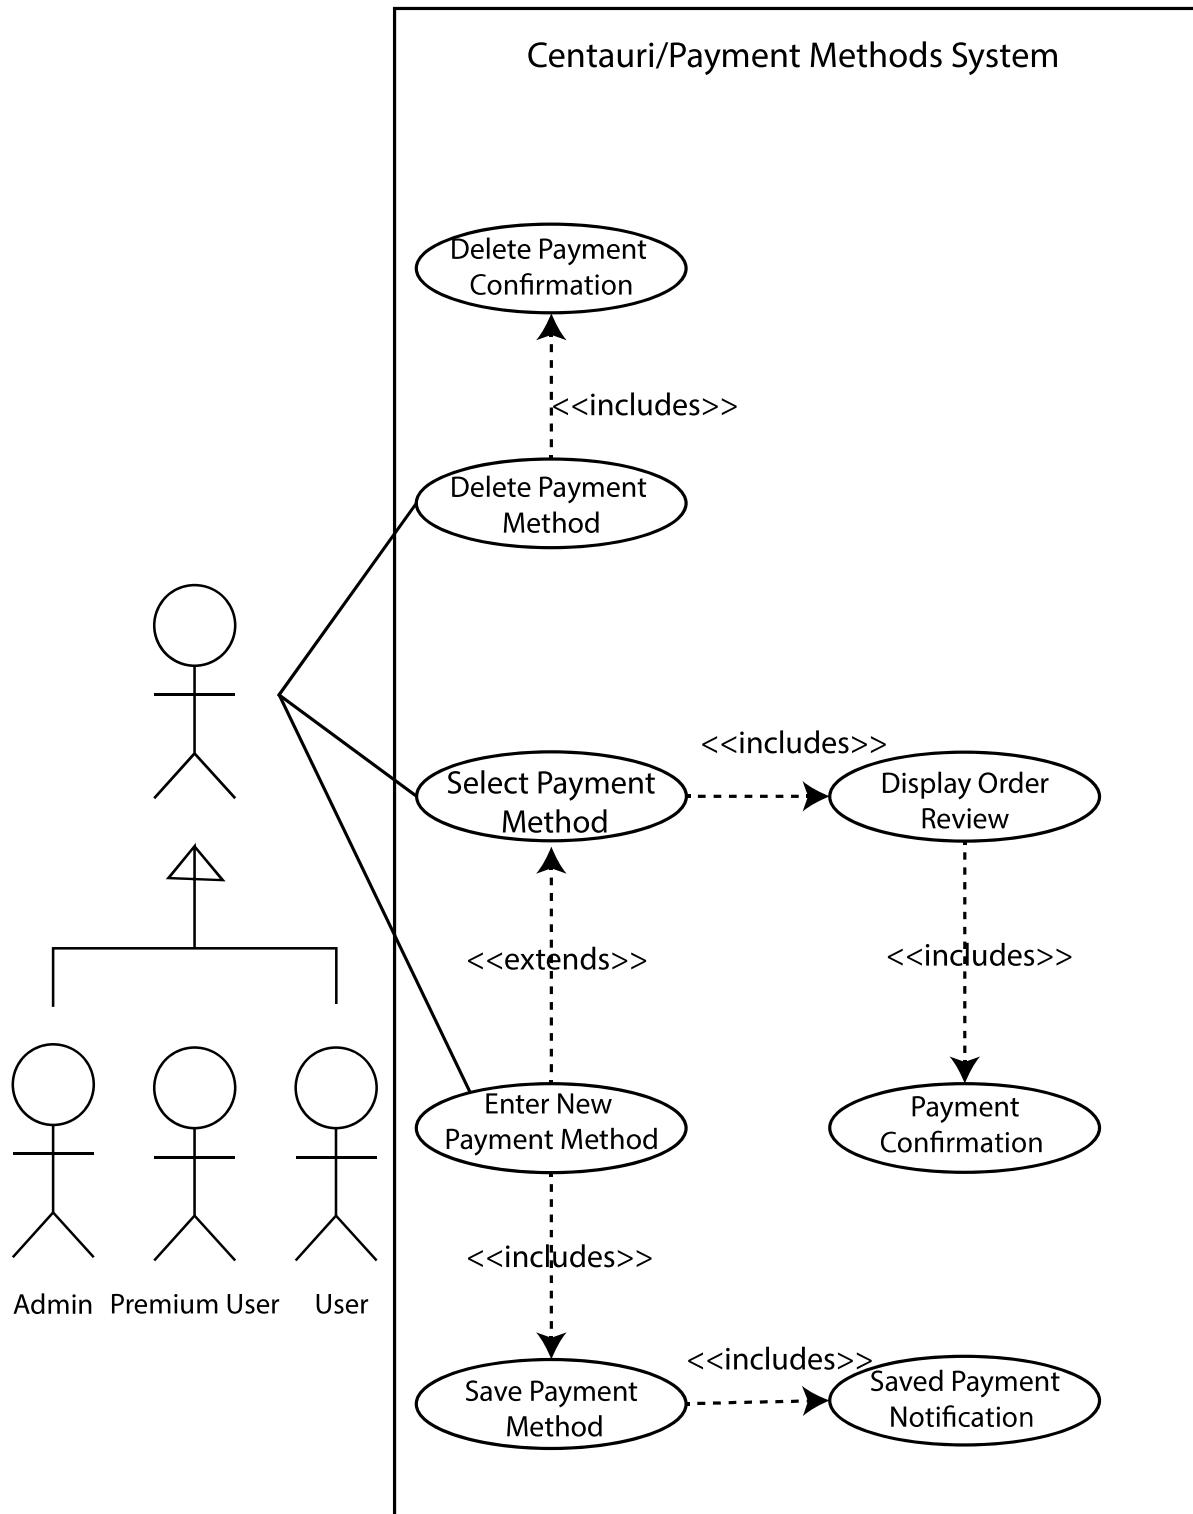 Centauri/Payment Methods System
Delete Payment
Confirmation
<<includes>>
Delete Payment
Method
<<includes>>
Select Payment
Method
Display Order
Review
<<extends>>
<<includes>>
Enter New
Payment Method
Payment
Confirmation
<<includes>>
Admin
Premium User
User
<<includes>>
Save Payment
Method
Saved Payment
Notification